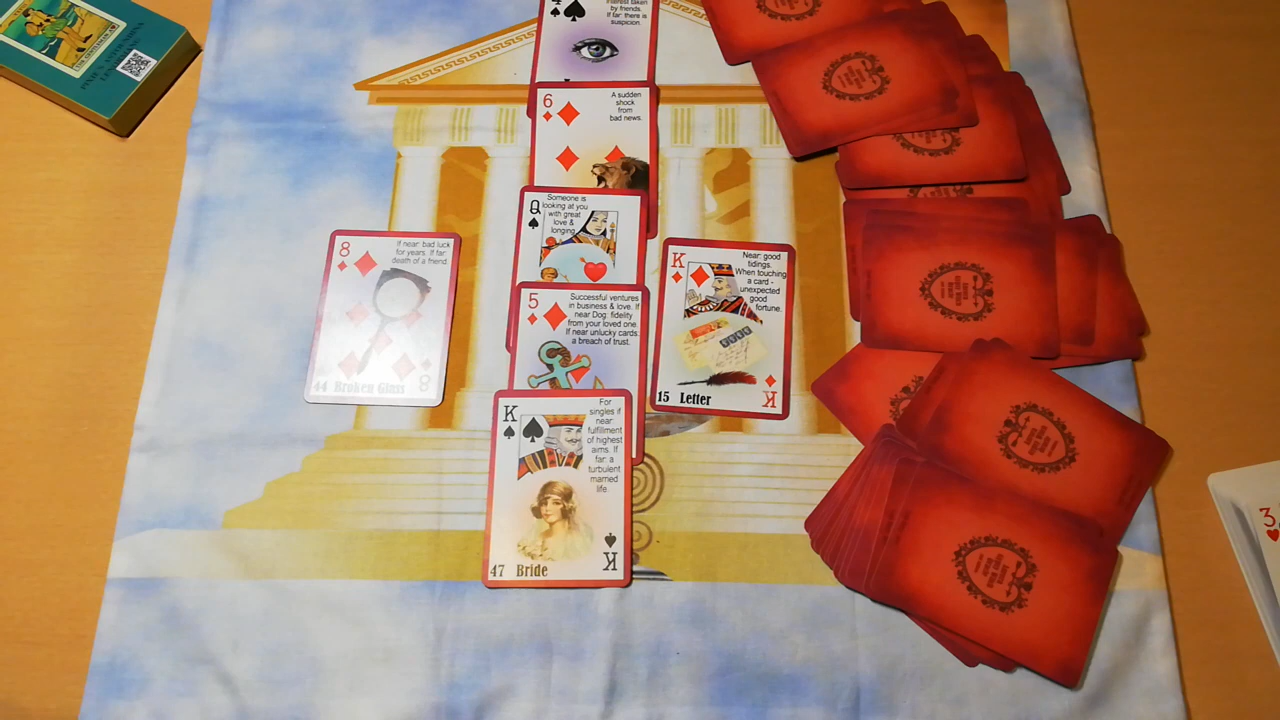 interest taken
by friends.
If far: there is
suspicion.
6
A sudden
shock
from
bad news.
Q
Someone is
looking at you
with great
love &
longing
8
If near: bad luck
for years. If far
death of a friend.
44 Broken Glass
8
K
Near: good
tidings.
When touching
a card -
unexpected
good
fortune.
15 Letter
K
5
Successful ventures
in business & love. If
near Dog: fidelity
from your loved one.
If near unlucky cards:
a breach of trust.
K
For
singles if
near:
fulfillment
of highest
aims. If
far: a
turbulent
married
life.
47 Bride
K
3